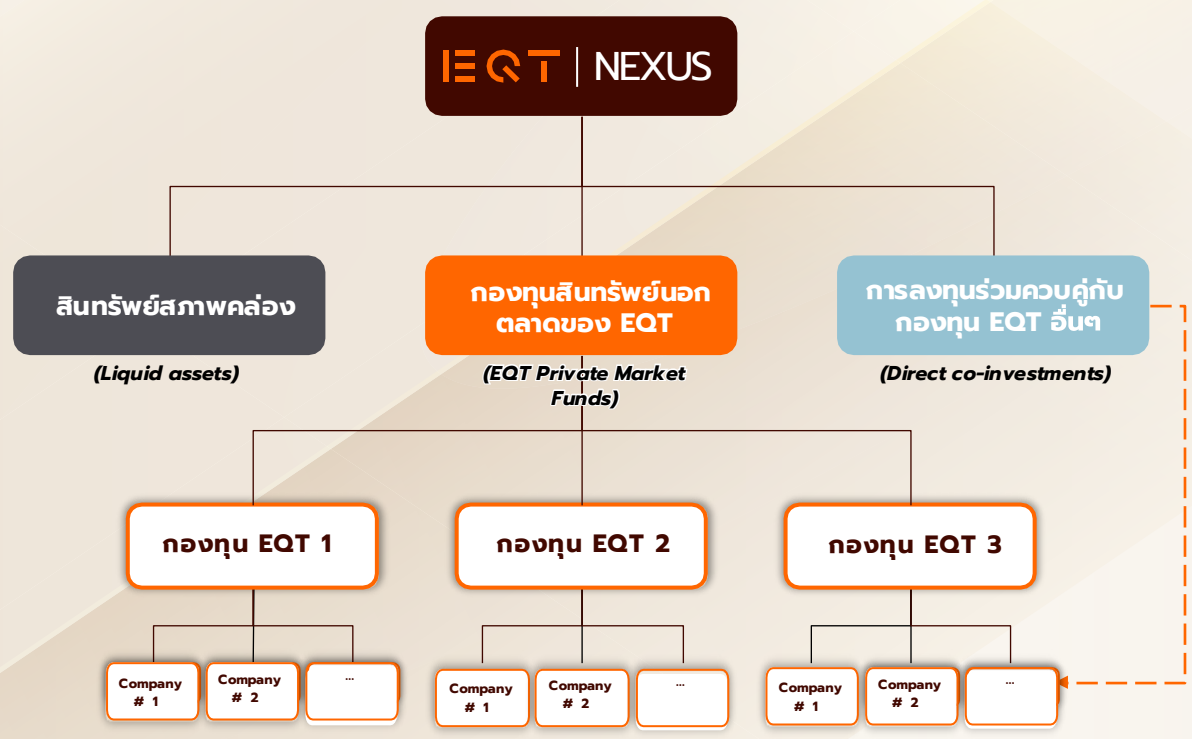 EQT | NEXUS
สินทรัพย์สภาพคล่อง
(Liquid assets)
กองทุนสินทรัพย์นอก
ตลาดของ EQT
(EQT Private Market
Funds)
การลงทุนร่วมควบคู่กับ
กองทุน EQT อื่นๆ
(Direct co-investments)
กองทุน EQT 1
กองทุน EQT 2
กองทุน EQT 3
Company
# 1
Company
# 2
...
Company
# 1
Company
# 2
...
Company
# 1
Company
# 2
...